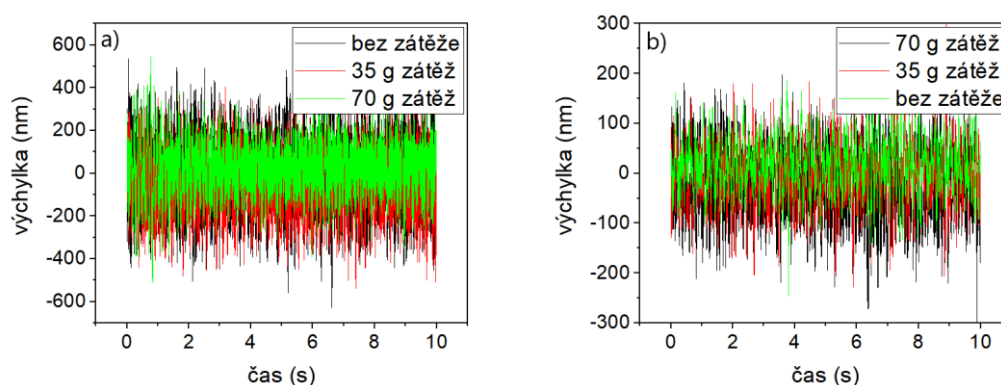 a)
bez zátěže
35 g zátěž
70 g zátěž
600
400
200
0
-200
-400
-600
výchylka (nm)
0 2 4 6 8 10
čas (s)
b)
70 g zátěž
35 g zátěž
bez zátěže
300
200
100
0
-100
-200
-300
výchylka (nm)
0 2 4 6 8 10
čas (s)